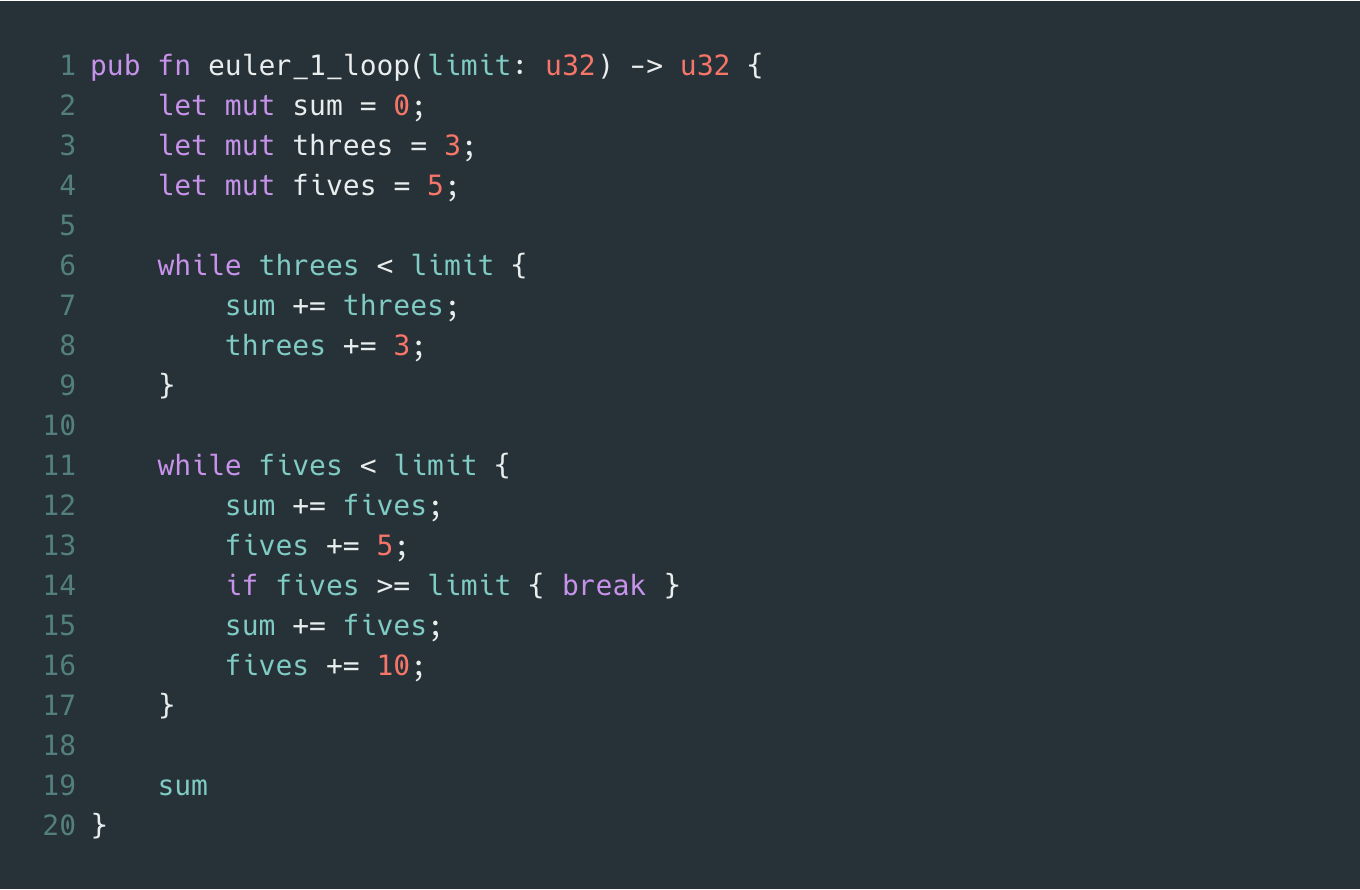 1 pub fn euler_1_loop(limit: u32) -> u32 {
2     let mut sum = 0;
3     let mut threes = 3;
4     let mut fives = 5;
5
6     while threes < limit {
7         sum += threes;
8         threes += 3;
9     }
10
11     while fives < limit {
12         sum += fives;
13         fives += 5;
14         if fives >= limit { break }
15         sum += fives;
16         fives += 10;
17     }
18
19     sum
20 }